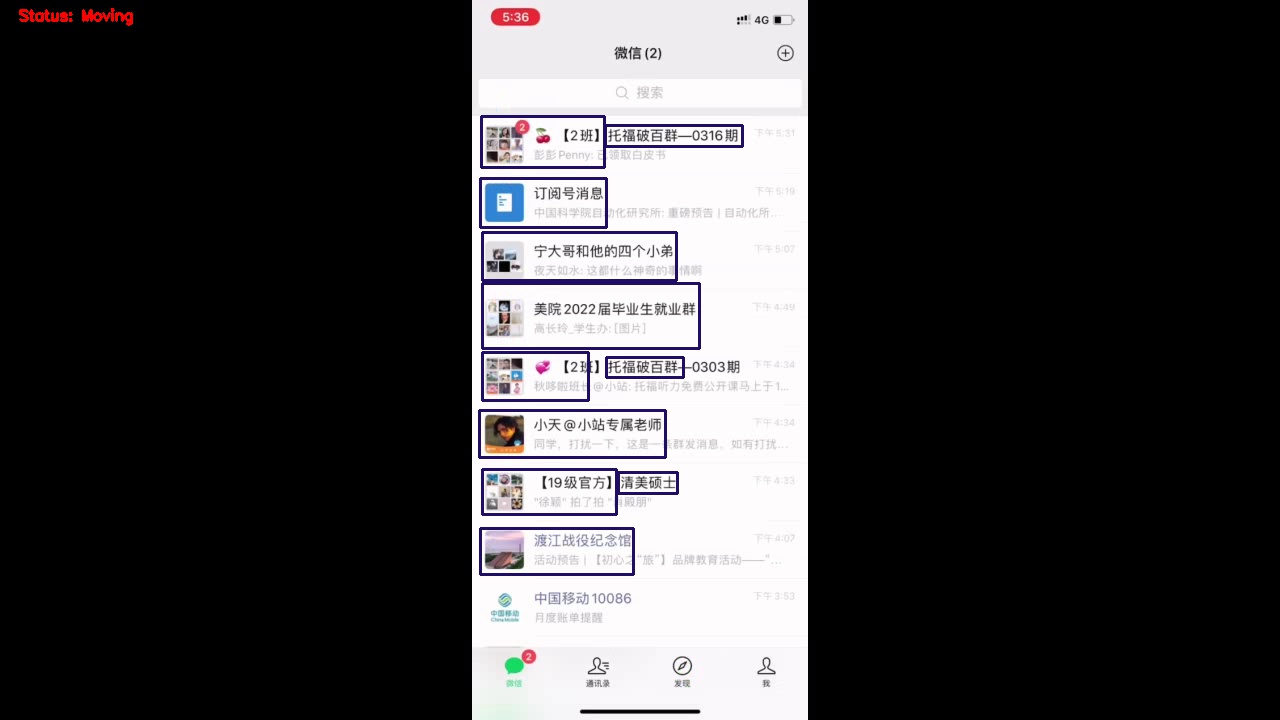 Status: Moving
5:36
4G
微信(2)
搜索
2
【2班】托福破百群—0316期 下午5:31
彭彭Penny: 已领取白皮书
订阅号消息 下午5:19
中国科学院自动化研究所: 重磅预告 | 自动化所...
宁大哥和他的四个小弟 下午5:07
夜天如水: 这都什么神奇的事情啊
美院2022届毕业生就业群 下午4:49
高长玲_学生办: [图片]
【2班】托福破百群—0303期 下午4:34
秋哆啦班长@小站: 托福听力免费公开课马上于1...
小天@小站专属老师 下午4:34
同学，打扰一下，这是一条群发消息。如有打扰...
【19级官方】清美硕士 下午4:33
"徐颖" 拍了拍 "肖殿朋"
渡江战役纪念馆 下午4:07
活动预告 | 【初心之“旅”】品牌教育活动——“...
中国移动10086 下午3:53
中国移动
China Mobile
月度账单提醒
2
微信 通讯录 发现 我